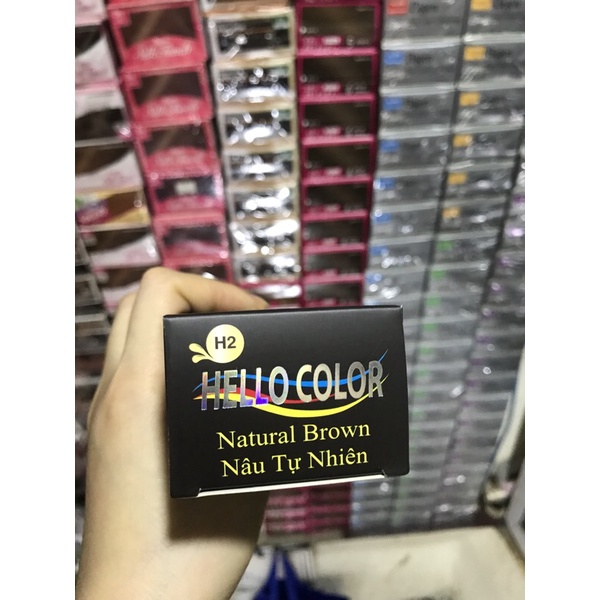 H2
HELLO COLOR
Natural Brown
Nâu Tự Nhiên